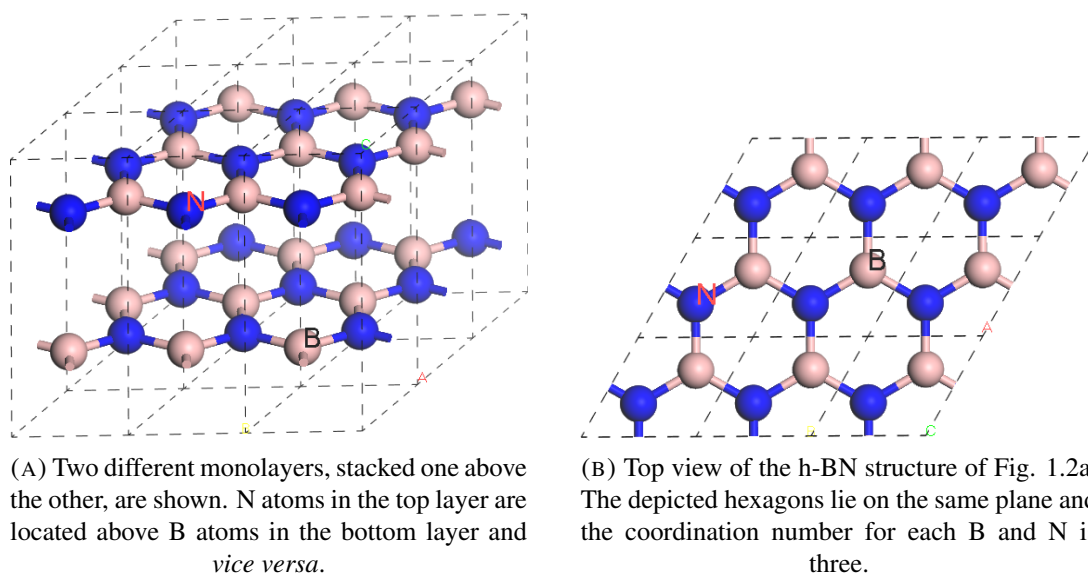 C
N
B
A
B
(A) Two different monolayers, stacked one above
the other, are shown. N atoms in the top layer are
located above B atoms in the bottom layer and
vice versa.
B
N
A
B
C
(B) Top view of the h-BN structure of Fig. 1.2a
The depicted hexagons lie on the same plane and
the coordination number for each B and N i
three.